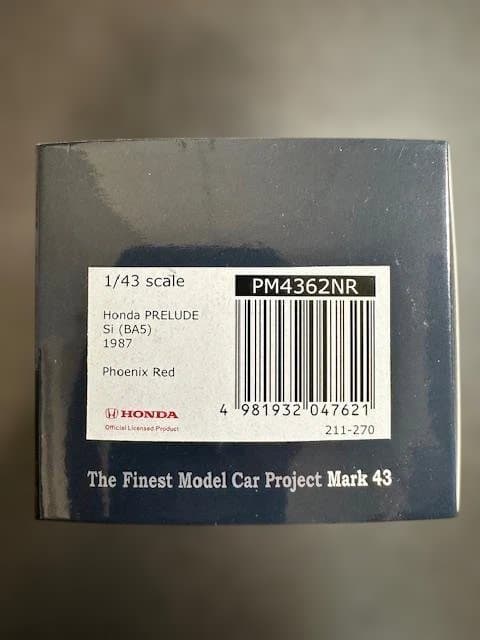 1/43 scale
PM4362NR
Honda PRELUDE
Si (BA5)
1987
Phoenix Red
HONDA
Official Licensed Product
4 981932 047621
211-270
The Finest Model Car Project Mark 43